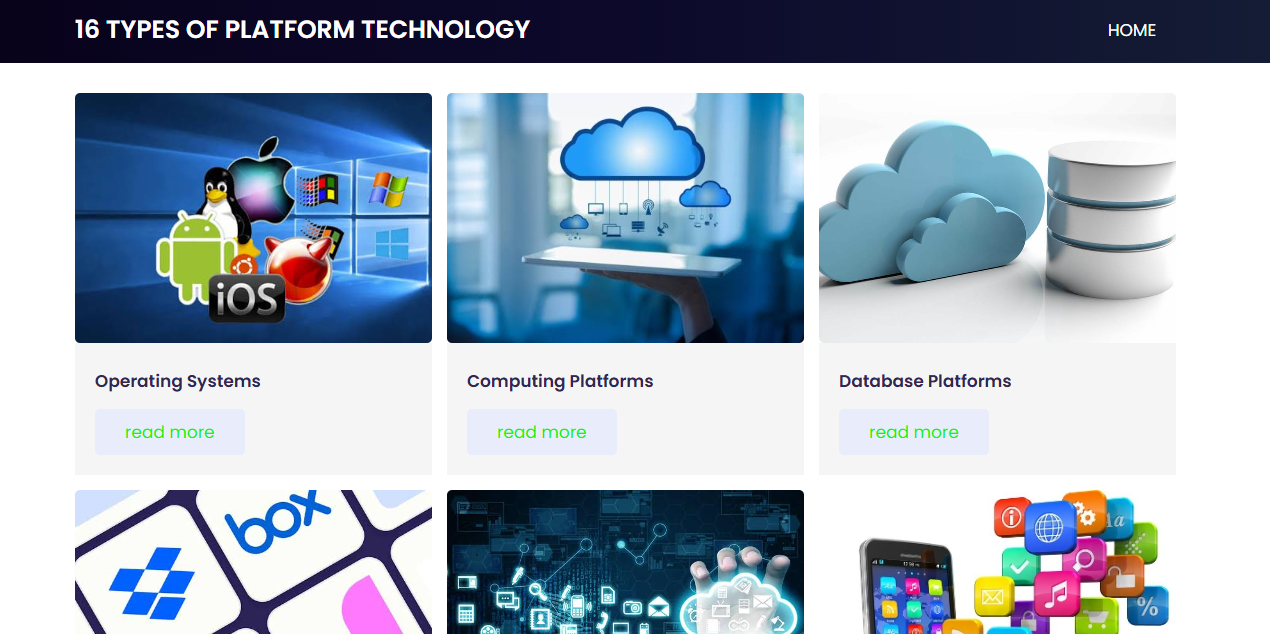 16 TYPES OF PLATFORM TECHNOLOGY
HOME
iOS
Operating Systems
Computing Platforms
Database Platforms
read more
read more
read more
box
Aa
%